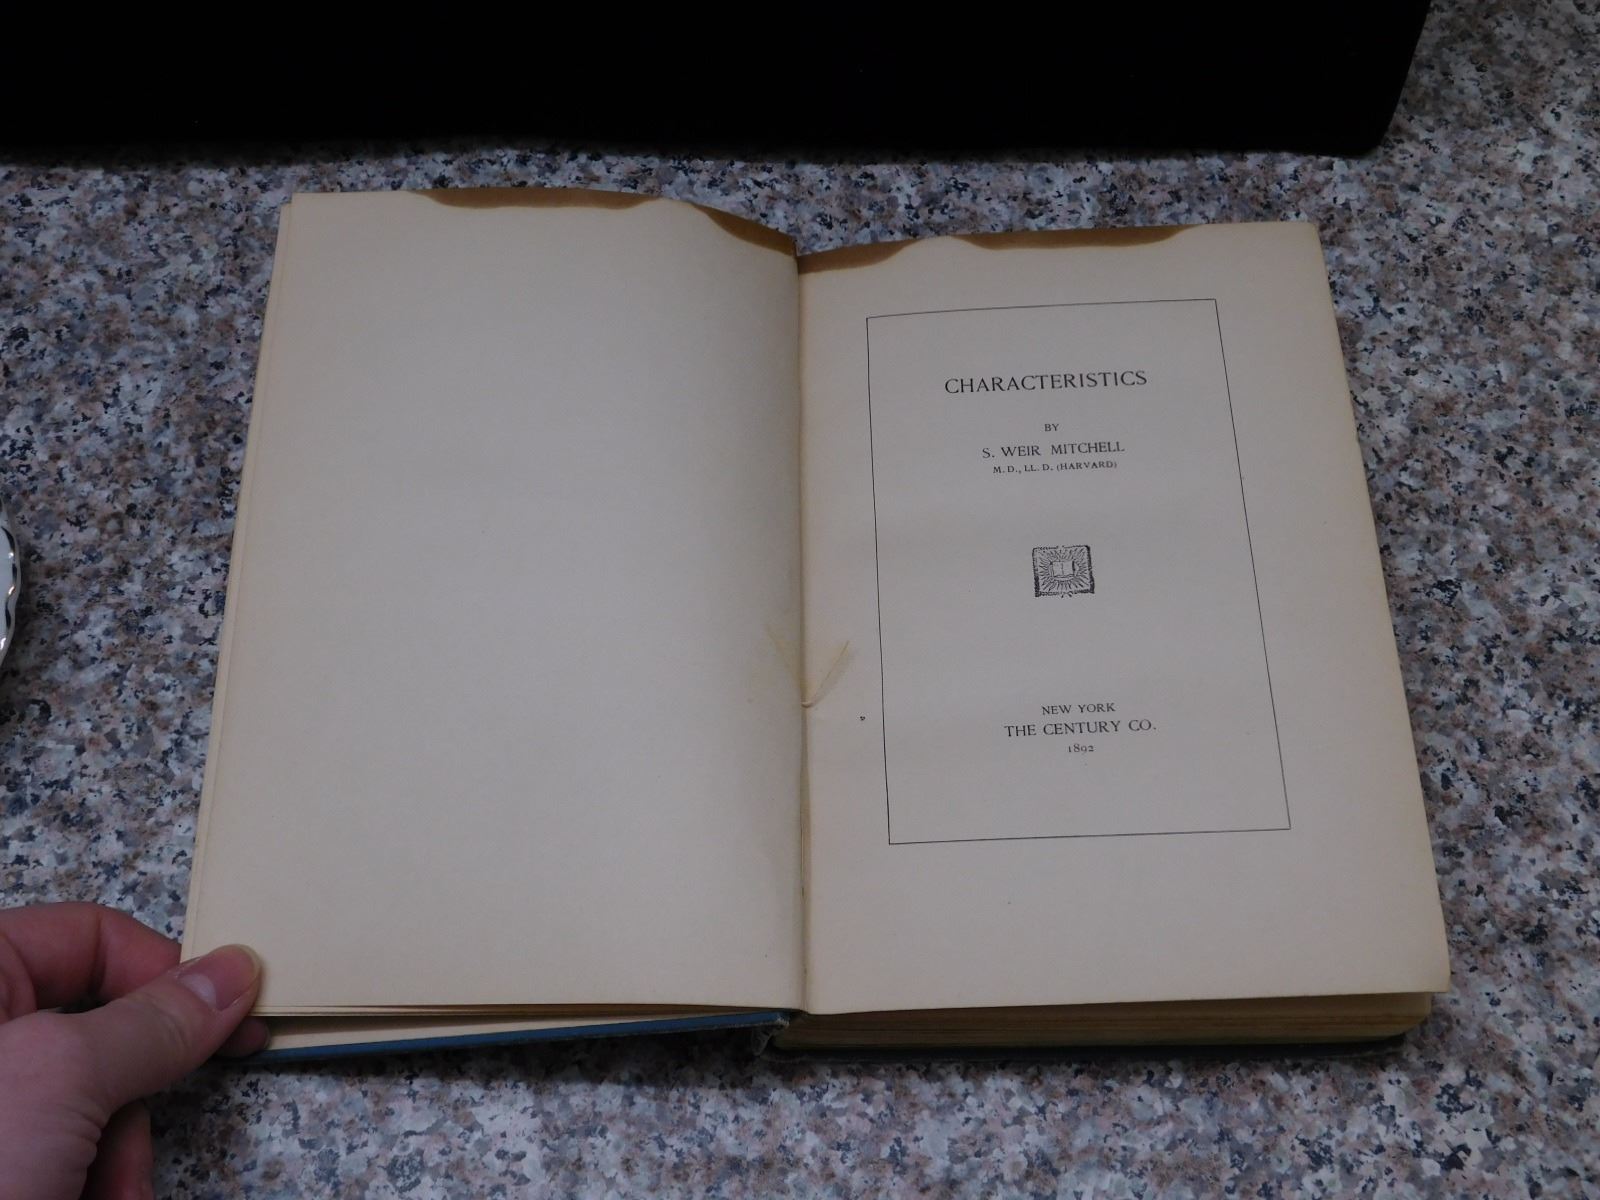 CHARACTERISTICS
BY
S. WEIR MITCHELL
M. D., LL. D. (HARVARD)
NEW YORK
THE CENTURY CO.
1892